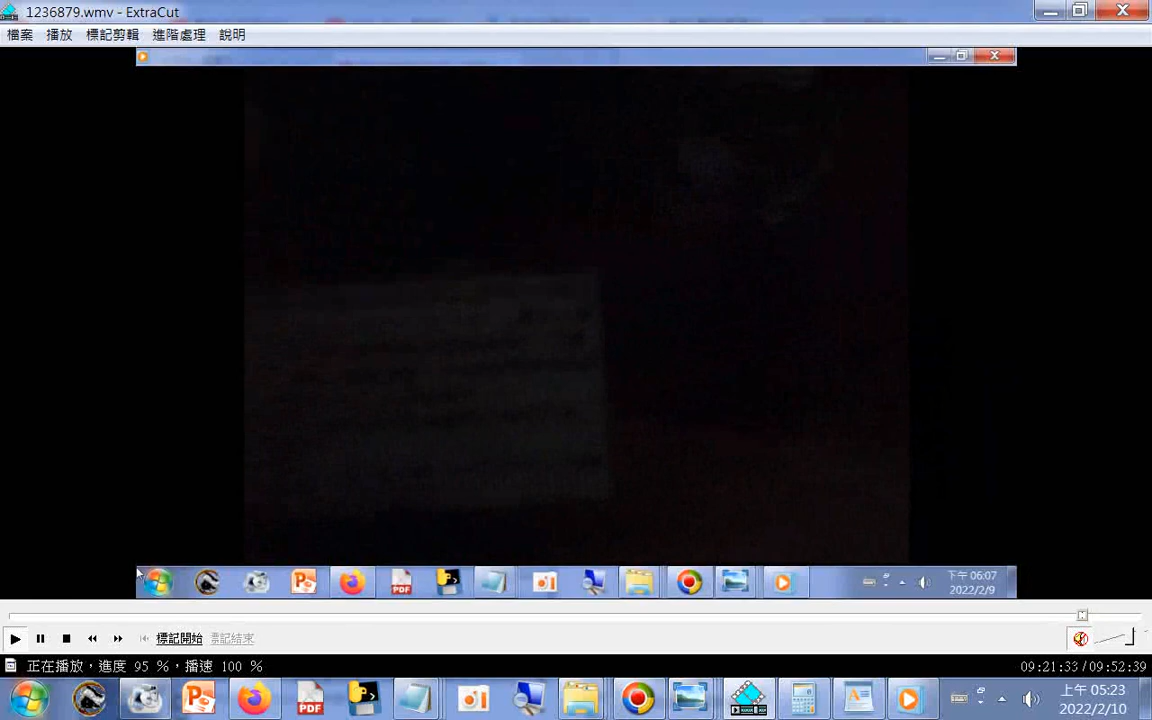 1236879.wmv - ExtraCut
檔案 播放 標記剪輯 進階處理 說明
下午 06:07
2022/2/9
標記開始 標記結束
正在播放，進度 95 %，播速 100 %
09:21:33 / 09:52:39
上午 05:23
2022/2/10